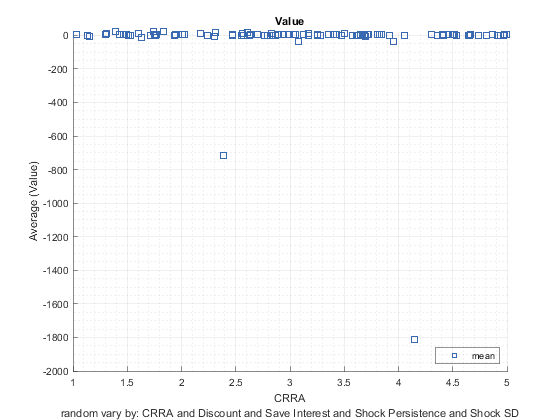 Value
0
-200
-400
-600
-800
-1000
-1200
-1400
-1600
-1800
-2000
Average (Value)
mean
1 1.5 2 2.5 3 3.5 4 4.5 5
CRRA
random vary by: CRRA and Discount and Save Interest and Shock Persistence and Shock SD